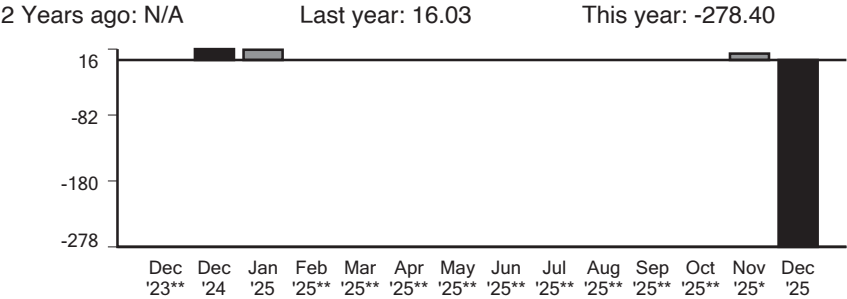 2 Years ago: N/A Last year: 16.03 This year: -278.40
16
-82
-180
-278
Dec Dec Jan Feb Mar Apr May Jun Jul Aug Sep Oct Nov Dec
'23** '24 '25 '25** '25** '25** '25** '25** '25** '25** '25** '25** '25* '25